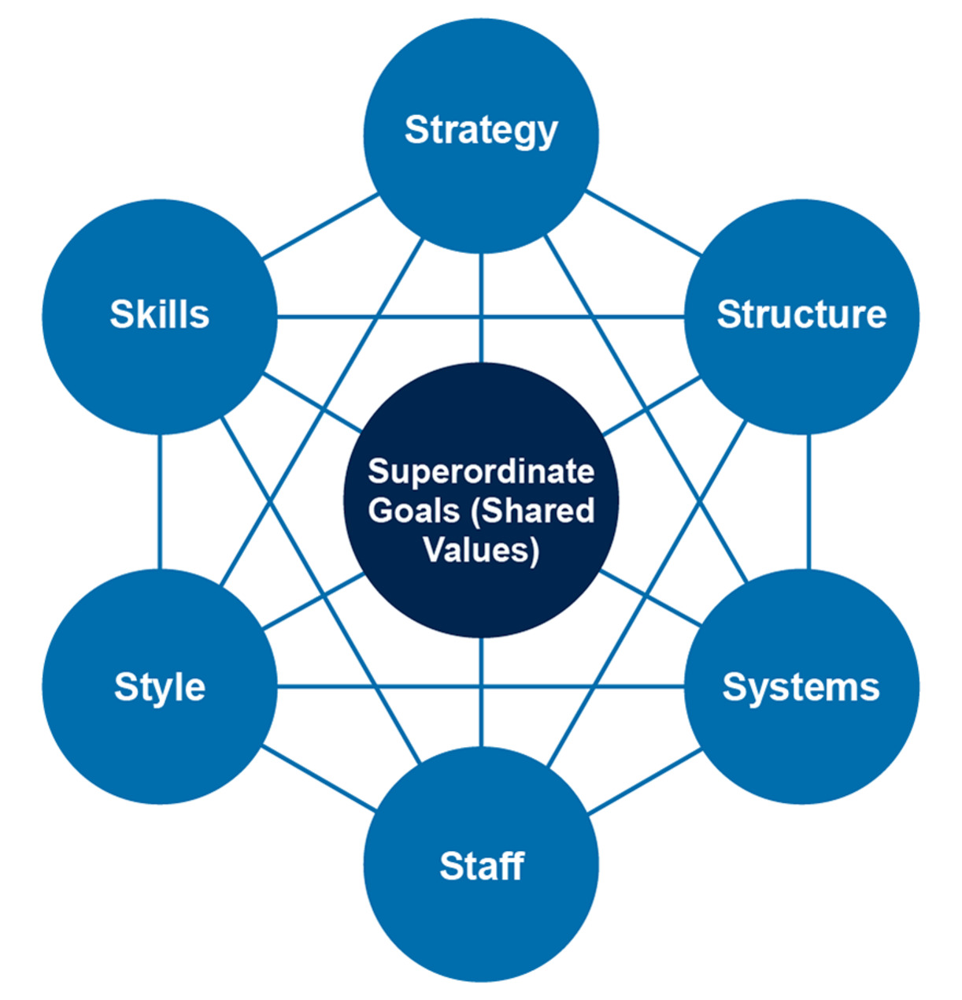 Strategy
Skills
Structure
Superordinate
Goals (Shared
Values)
Style
Systems
Staff